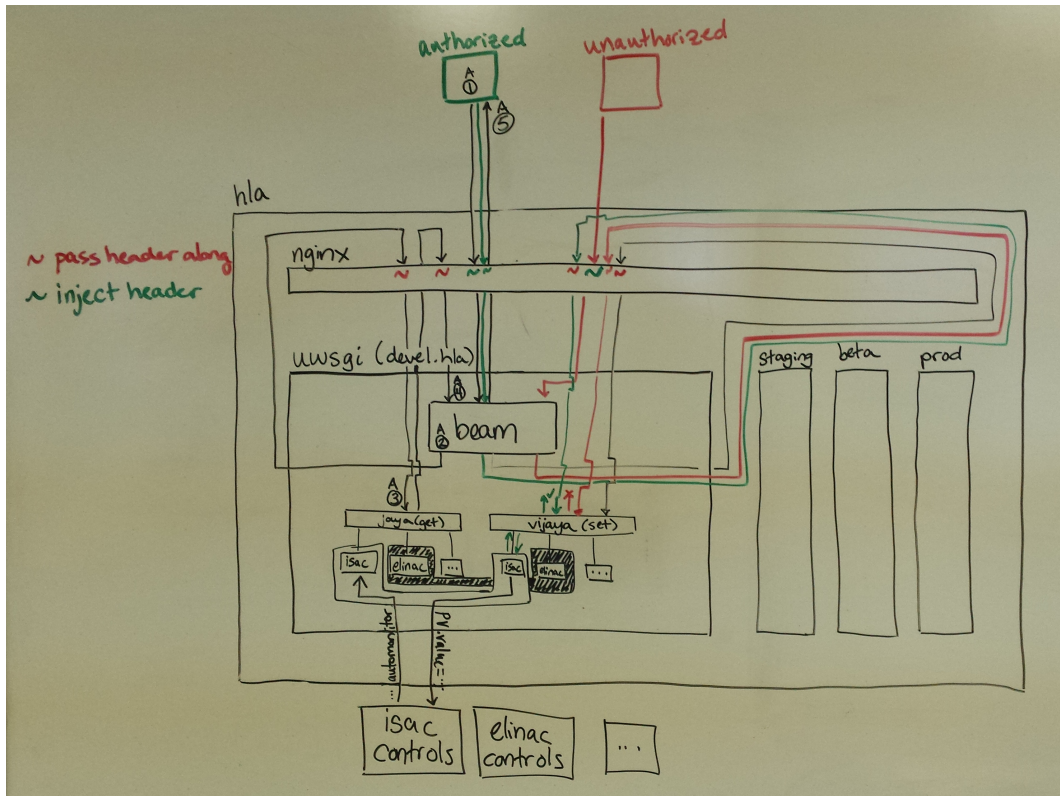 authorized
unauthorized
A
①
A
⑤
hla
~ pass header along
~ inject header
nginx
~ ~ ~ ~ ~ ~ ~ ~
uwsgi (devel.hla)
staging
beta
prod
A
④
A
②
beam
A
③
jaya(get)
vijaya (set)
isac
elinac
...
isac
elinac
...
... automonitor
PV.value=...
isac
controls
elinac
controls
...